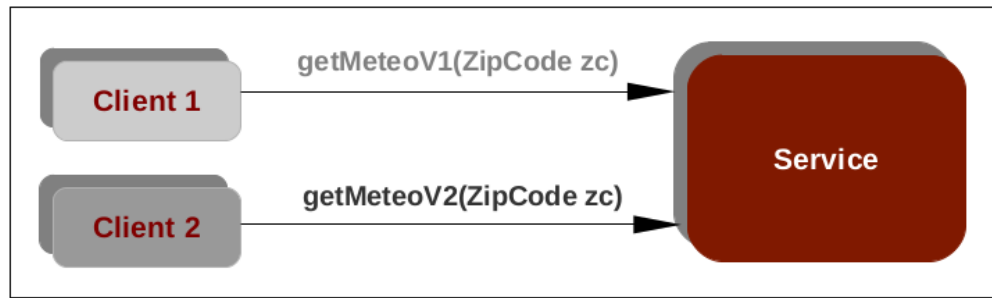 getMeteoV1(ZipCode zc)
Client 1
Service
getMeteoV2(ZipCode zc)
Client 2